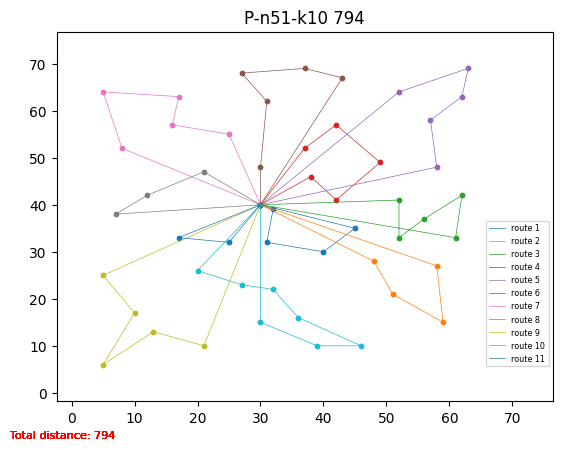 P-n51-k10 794
70
60
50
40
30
20
10
0
route 1
route 2
route 3
route 4
route 5
route 6
route 7
route 8
route 9
route 10
route 11
0 10 20 30 40 50 60 70
Total distance: 794